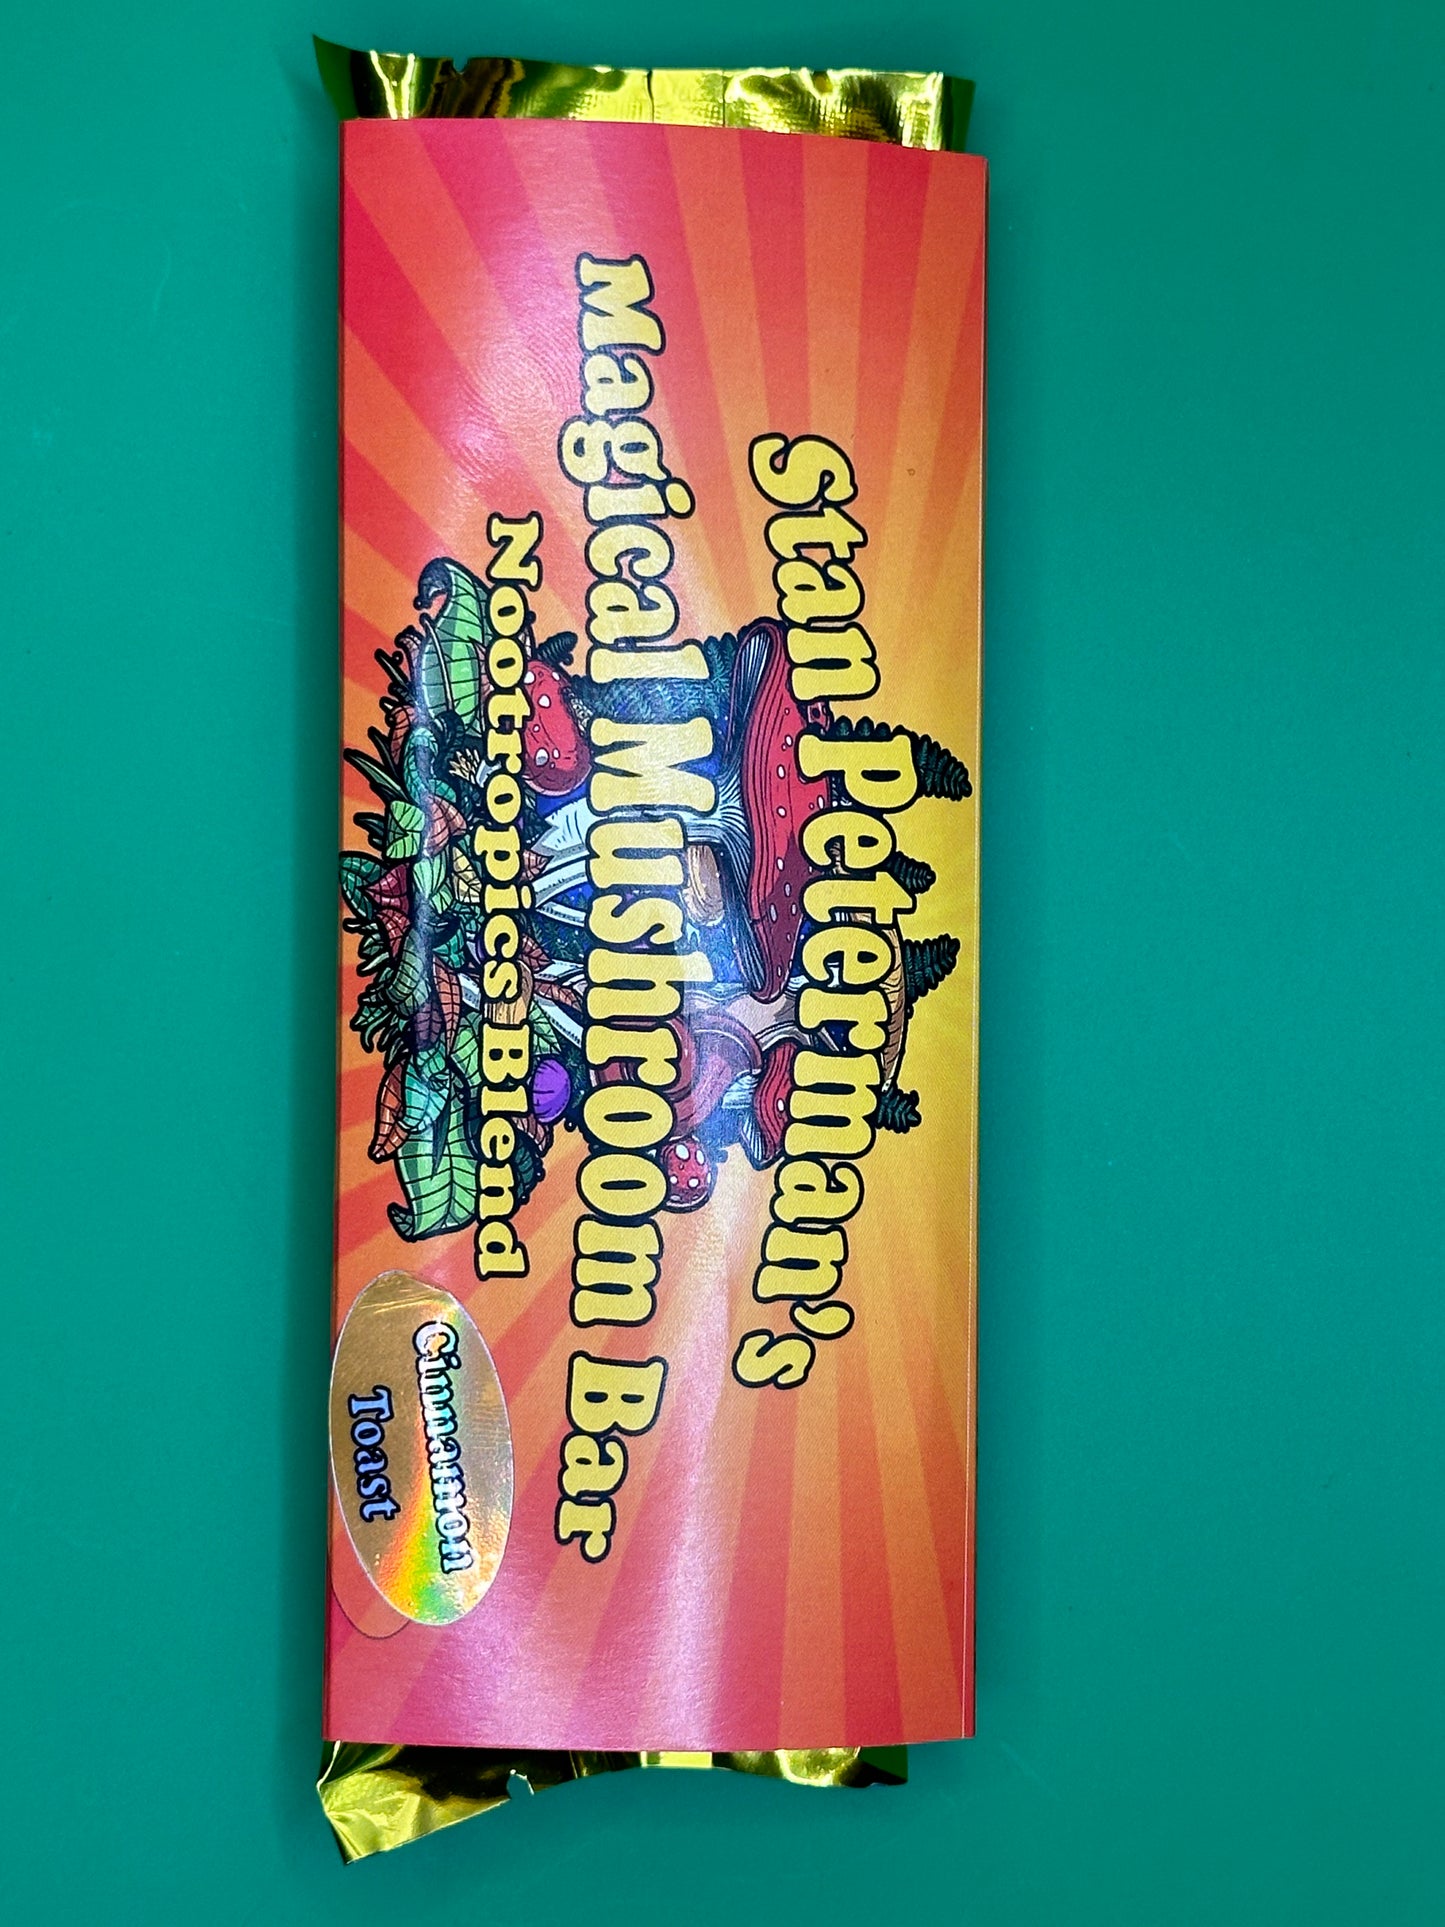 Stan Peterman's
Magical Mushroom Bar
Nootropics Blend
Cinnamon
Toast